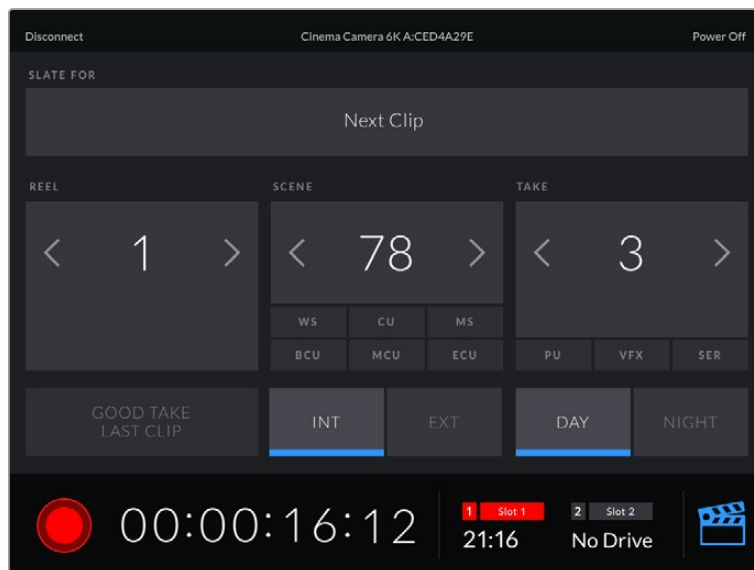 Disconnect Cinema Camera 6K A:CED4A29E Power Off
SLATE FOR
Next Clip
REEL SCENE TAKE
1 78 3
WS CU MS
BCU MCU ECU PU VFX SER
GOOD TAKE
LAST CLIP
INT EXT DAY NIGHT
00:00:16:12
1 Slot 1 2 Slot 2
21:16 No Drive